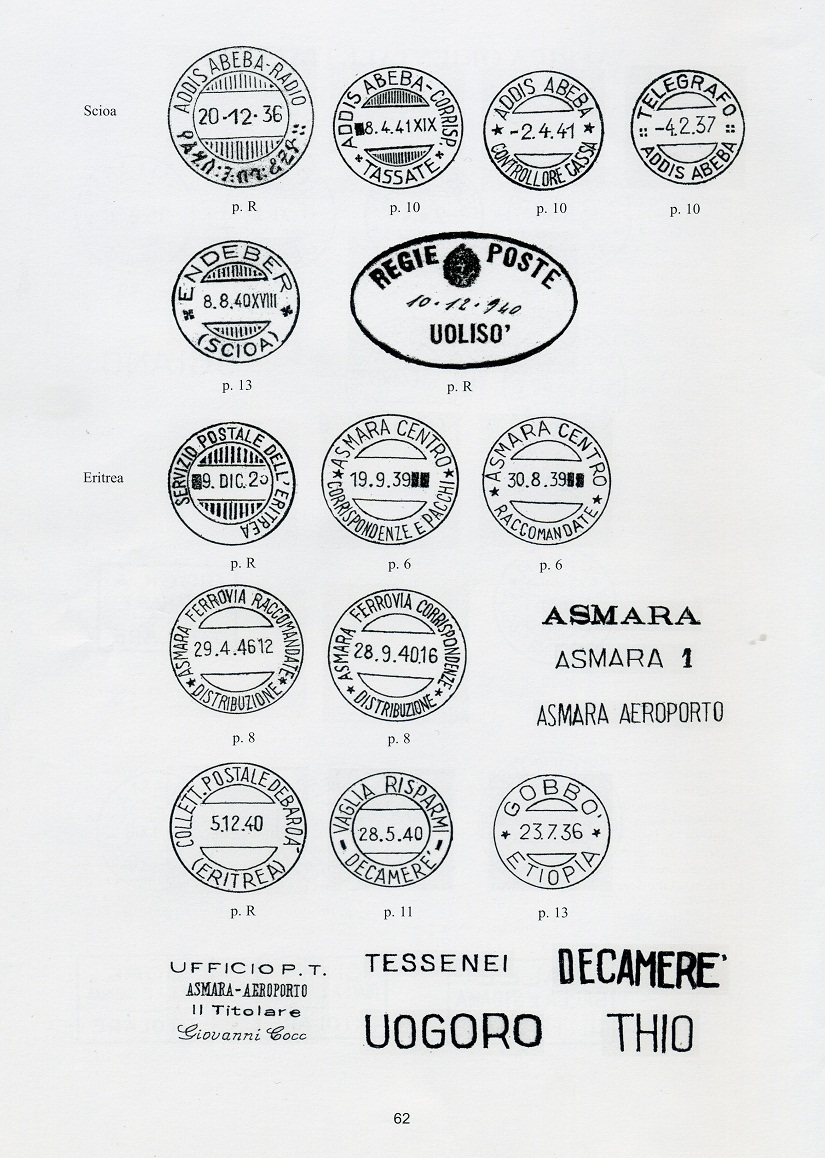 Scioa
ADDIS ABEBA-RADIO
20-12-36
p. R
ADDIS ABEBA-CORRISP.
8.4.41 XIX
TASSATE
p. 10
ADDIS ABEBA
-2.4.41
CONTROLLORE CASSA
p. 10
TELEGRAFO
-4.2.37
ADDIS ABEBA
p. 10
ENDEBER
8.8.40XVIII
(SCIOA)
p. 13
REGIE POSTE
10-12-940
UOLISO'
p. R
Eritrea
SERVIZIO POSTALE DELL'ERITREA
9. DIC. 2
p. R
ASMARA CENTRO
19.9.39
CORRISPONDENZE E PACCHI
p. 6
ASMARA CENTRO
30.8.39
RACCOMANDATE
p. 6
ASMARA FERROVIA RACCOMANDATE
29.4.4612
DISTRIBUZIONE
p. 8
ASMARA FERROVIA CORRISPONDENZE
28.9.40.16
DISTRIBUZIONE
p. 8
ASMARA
ASMARA 1
ASMARA AEROPORTO
COLLETT. POSTALE DEBAROA'
5.12.40
(ERITREA)
p. R
VAGLIA RISPARMI
28.5.40
DECAMERE'
p. 11
GOBBO'
23.7.36
ETIOPIA
p. 13
UFFICIO P. T.
ASMARA-AEROPORTO
Il Titolare
Giovanni Cocc
TESSENEI
DECAMERE'
UOGORO
THIO
62